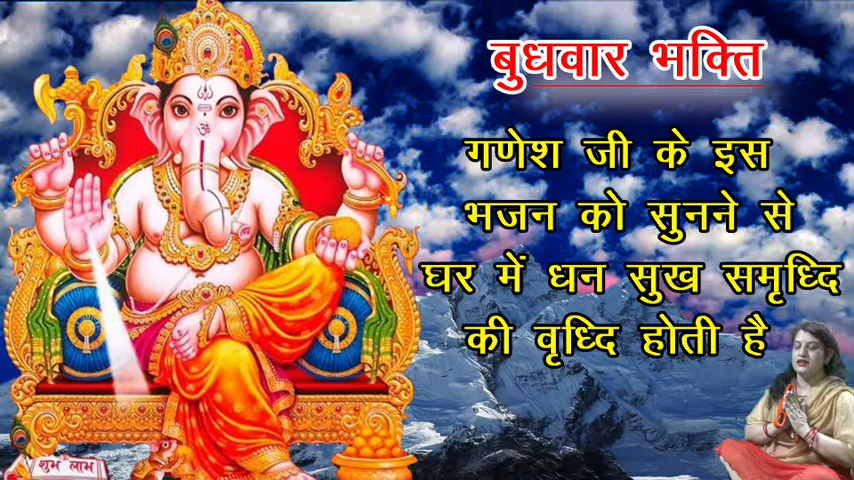 बुधवार भक्ति
गणेश जी के इस
भजन को सुनने से
घर में धन सुख समृध्दि
की वृध्दि होती है
शुभ लाभ